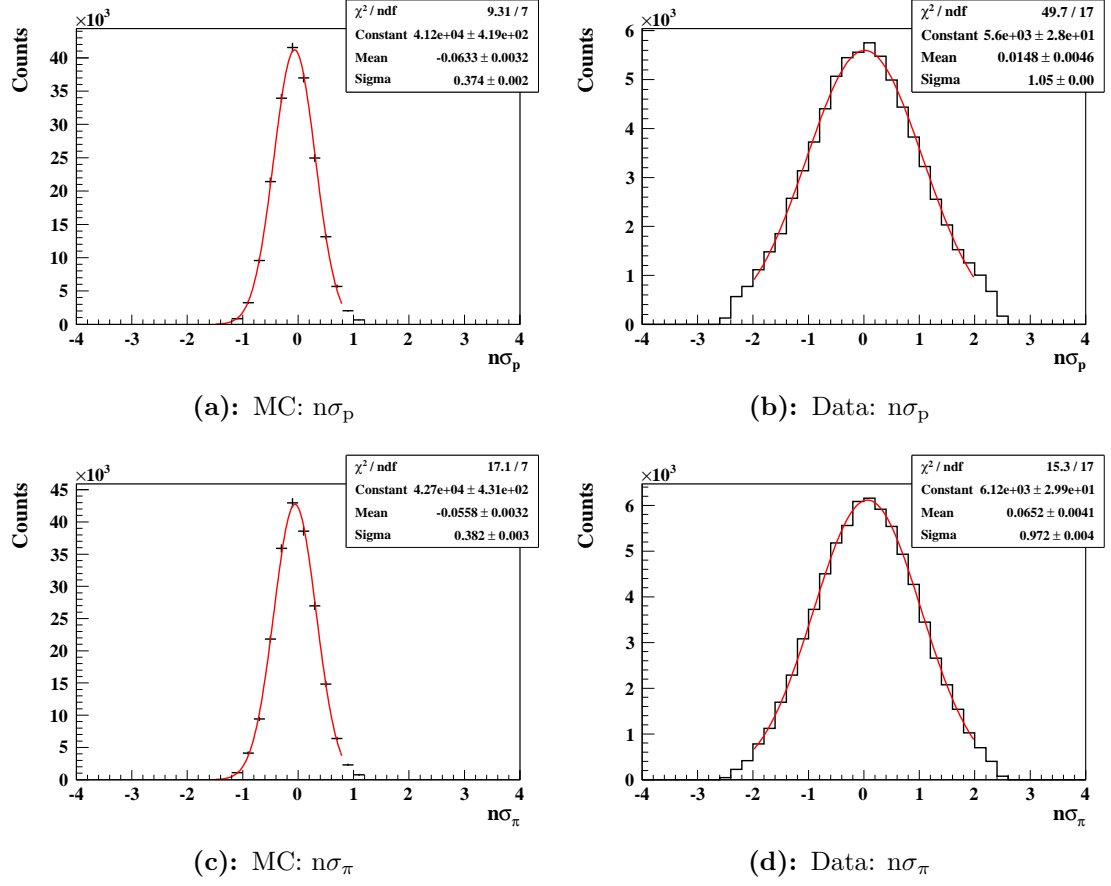 ×10³
χ² / ndf 9.31 / 7
Constant 4.12e+04 ± 4.19e+02
Mean -0.0633 ± 0.0032
Sigma 0.374 ± 0.002
Counts
40
35
30
25
20
15
10
5
0
-4 -3 -2 -1 0 1 2 3 4
nσp
(a): MC: nσp
×10³
χ² / ndf 49.7 / 17
Constant 5.6e+03 ± 2.8e+01
Mean 0.0148 ± 0.0046
Sigma 1.05 ± 0.00
Counts
6
5
4
3
2
1
0
-4 -3 -2 -1 0 1 2 3 4
nσp
(b): Data: nσp
×10³
χ² / ndf 17.1 / 7
Constant 4.27e+04 ± 4.31e+02
Mean -0.0558 ± 0.0032
Sigma 0.382 ± 0.003
Counts
45
40
35
30
25
20
15
10
5
0
-4 -3 -2 -1 0 1 2 3 4
nσπ
(c): MC: nσπ
×10³
χ² / ndf 15.3 / 17
Constant 6.12e+03 ± 2.99e+01
Mean 0.0652 ± 0.0041
Sigma 0.972 ± 0.004
Counts
6
5
4
3
2
1
0
-4 -3 -2 -1 0 1 2 3 4
nσπ
(d): Data: nσπ